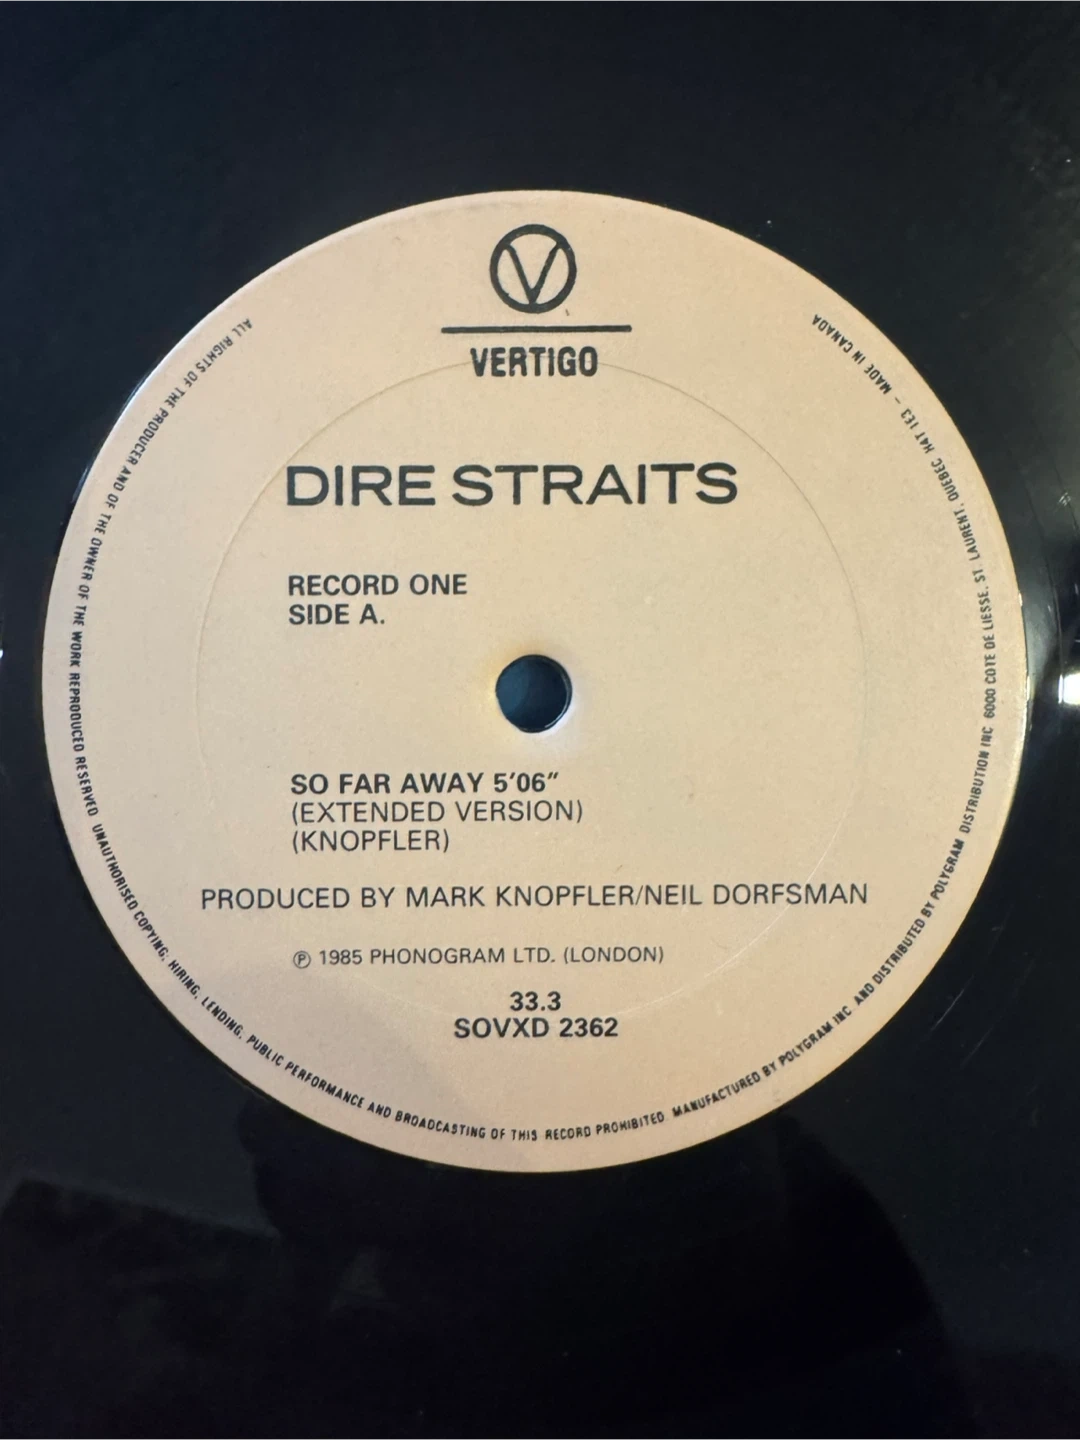 V
VERTIGO
DIRE STRAITS
RECORD ONE
SIDE A.
SO FAR AWAY 5'06"
(EXTENDED VERSION)
(KNOPFLER)
PRODUCED BY MARK KNOPFLER/NEIL DORFSMAN
℗ 1985 PHONOGRAM LTD. (LONDON)
33.3
SOVXD 2362
ALL RIGHTS OF THE PRODUCER AND OF THE OWNER OF THE WORK REPRODUCED RESERVED UNAUTHORISED COPYING, HIRING, LENDING, PUBLIC PERFORMANCE AND BROADCASTING OF THIS RECORD PROHIBITED. MANUFACTURED BY POLYGRAM INC. AND DISTRIBUTED BY POLYGRAM DISTRIBUTION INC 6000 COTE DE LIESSE, ST. LAURENT, QUEBEC H4T 1E3 – MADE IN CANADA